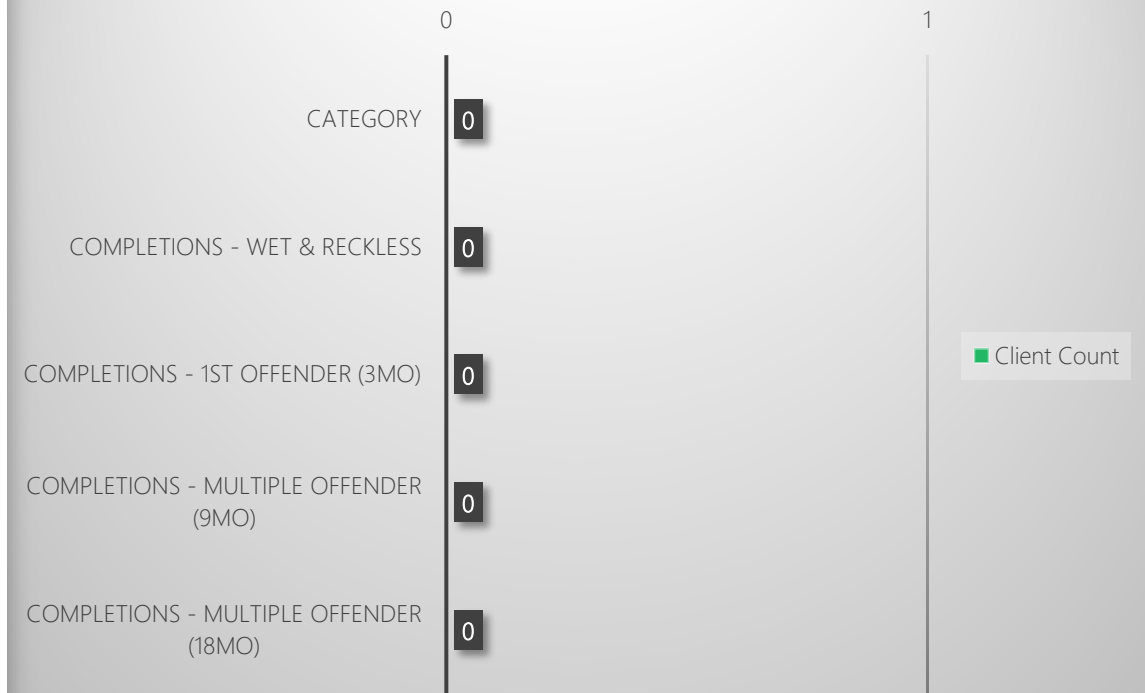 0 1
CATEGORY 0
COMPLETIONS - WET & RECKLESS 0
COMPLETIONS - 1ST OFFENDER (3MO) 0
COMPLETIONS - MULTIPLE OFFENDER
(9MO) 0
COMPLETIONS - MULTIPLE OFFENDER
(18MO) 0
Client Count